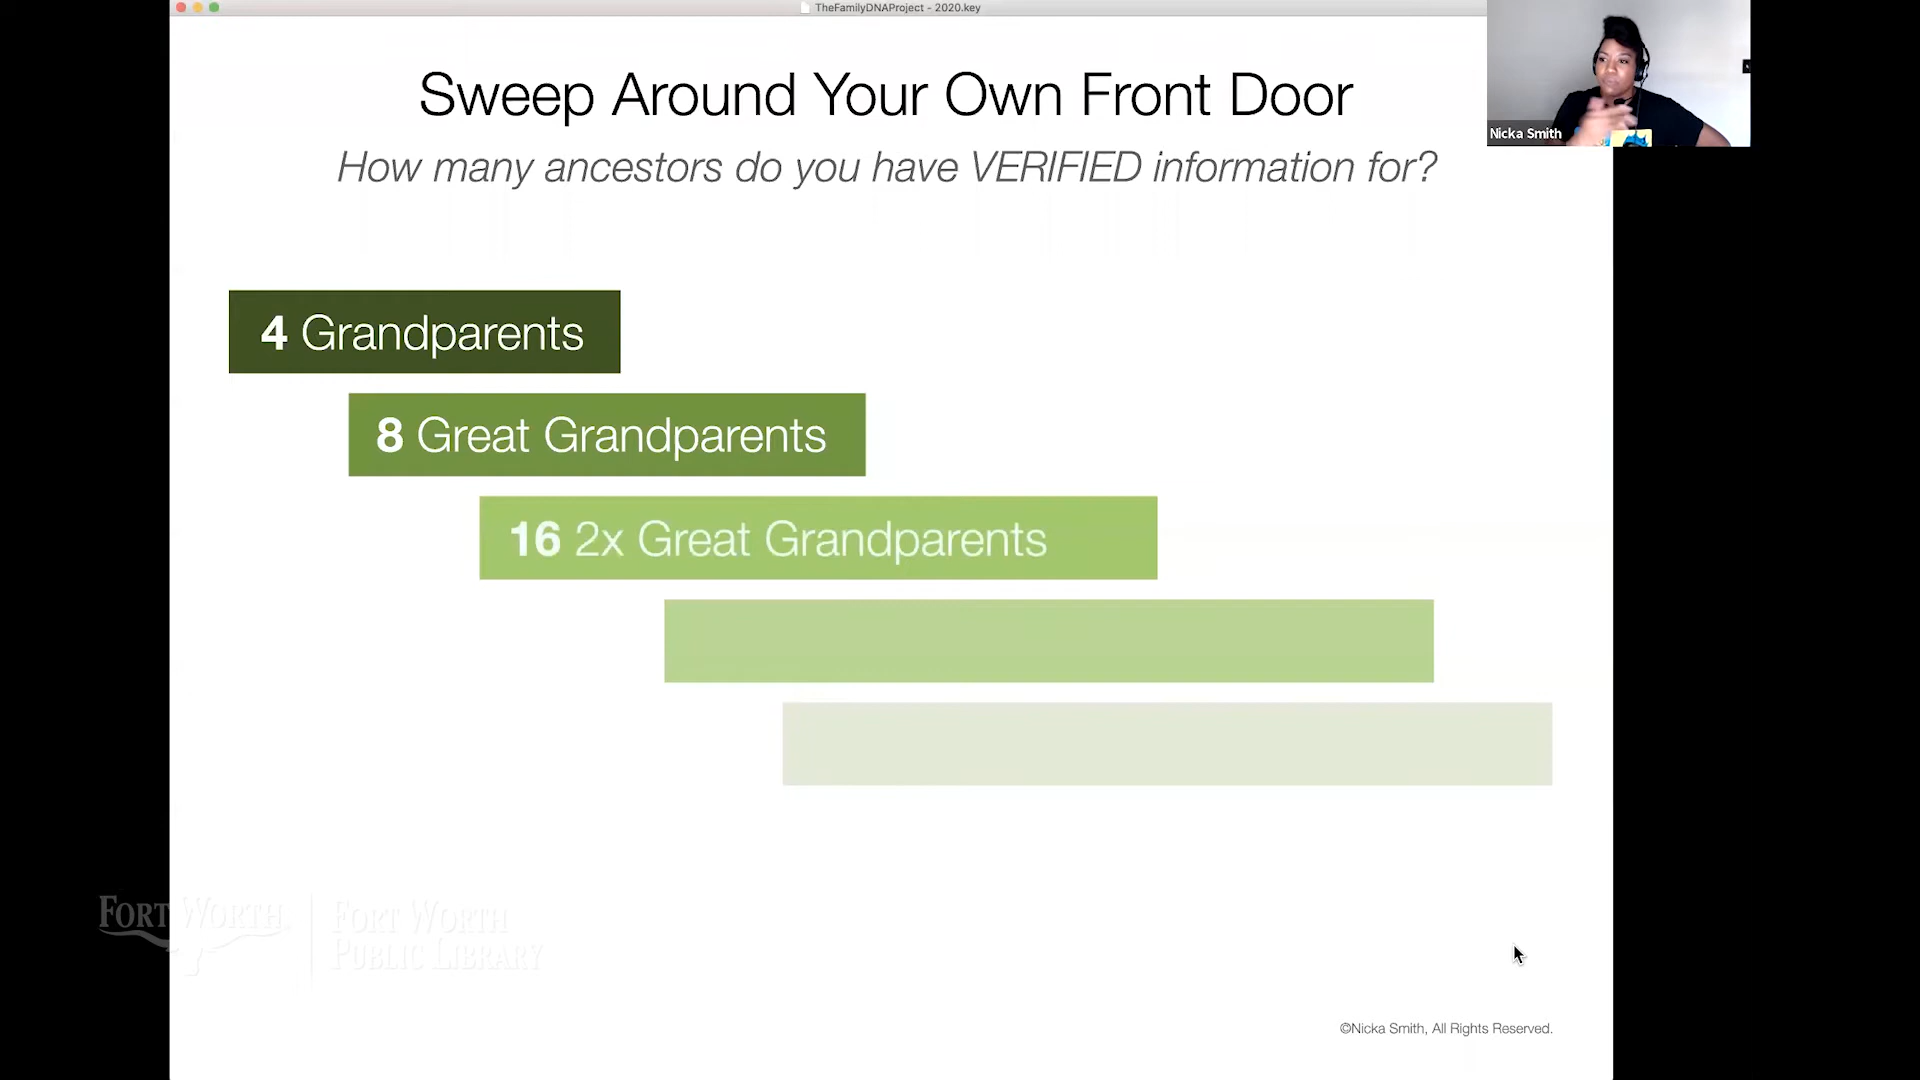 TheFamilyDNAProject - 2020.key
Sweep Around Your Own Front Door
How many ancestors do you have VERIFIED information for?
Nicka Smith
4 Grandparents
8 Great Grandparents
16 2x Great Grandparents
FORT WORTH
FORT WORTH
PUBLIC LIBRARY
©Nicka Smith, All Rights Reserved.